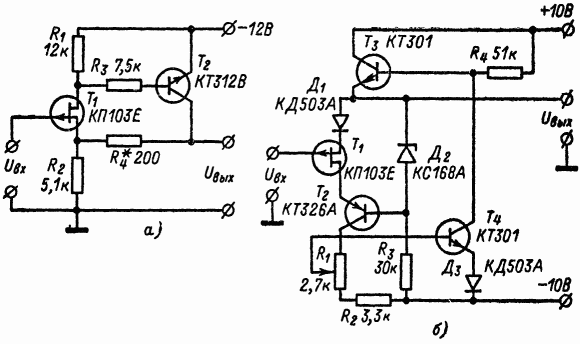 R1
12к
R3 7,5к
T2
КТ312В
-12В
T1
КП103Е
R4* 200
Uвх
R2
5,1к
Uвых
а)
+10В
T3 КТ301
R4 51к
Д1
КД503А
T1
КП103Е
Д2
КС168А
Uвых
Uвх
T2
КТ326А
T4
КТ301
R1
2,7к
R3
30к
Д3 КД503А
R2 3,3к
-10В
б)